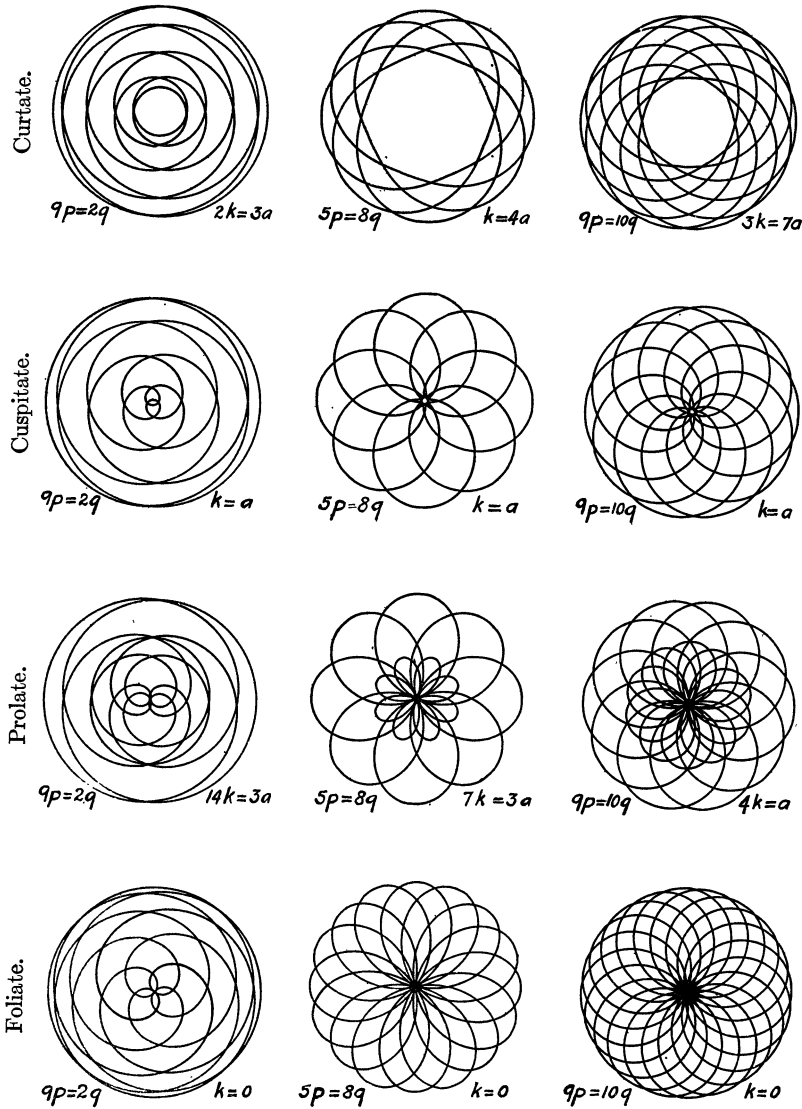 Curtate.
9p=2q 2k=3a 5p=8q k=4a 9p=10q 3k=7a
Cuspitate.
9p=2q k=a 5p=8q k=a 9p=10q k=a
Prolate.
9p=2q 14k=3a 5p=8q 7k=3a 9p=10q 4k=a
Foliate.
9p=2q k=0 5p=8q k=0 9p=10q k=0